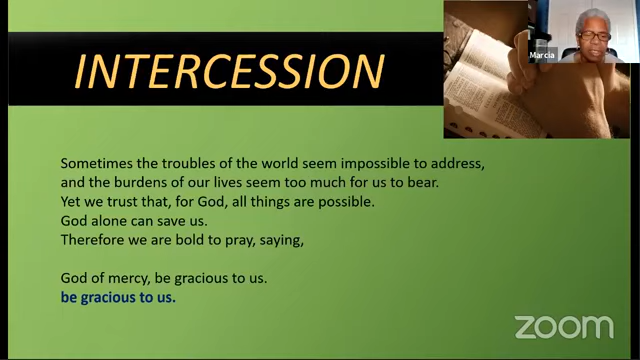 INTERCESSION
Marcia
Sometimes the troubles of the world seem impossible to address,
and the burdens of our lives seem too much for us to bear.
Yet we trust that, for God, all things are possible.
God alone can save us.
Therefore we are bold to pray, saying,
God of mercy, be gracious to us.
be gracious to us.
zoom